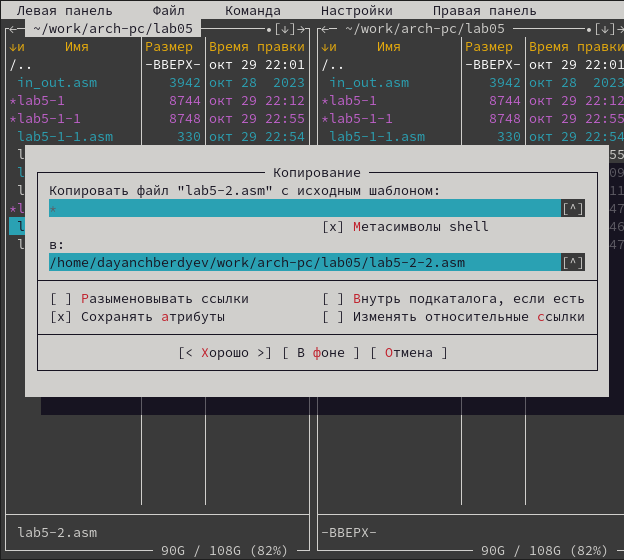 Левая панель Файл Команда Настройки Правая панель
←┌ ~/work/arch-pc/lab05 •[↓]→ ←┌ ~/work/arch-pc/lab05 •[↓]→
↓и Имя Размер Время правки ↓и Имя Размер Время правки
/.. -ВВЕРХ- окт 29 22:01 /.. -ВВЕРХ- окт 29 22:01
in_out.asm 3942 окт 28 2023 in_out.asm 3942 окт 28 2023
*lab5-1 8744 окт 29 22:12 *lab5-1 8744 окт 29 22:12
*lab5-1-1 8748 окт 29 22:55 *lab5-1-1 8748 окт 29 22:55
lab5-1-1.asm 330 окт 29 22:54 lab5-1-1.asm 330 окт 29 22:54
Копирование
Копировать файл "lab5-2.asm" с исходным шаблоном:
* [^]
[x] Метасимволы shell
в:
/home/dayanchberdyev/work/arch-pc/lab05/lab5-2-2.asm [^]
[ ] Разыменовывать ссылки [ ] Внутрь подкаталога, если есть
[x] Сохранять атрибуты [ ] Изменять относительные ссылки
[< Хорошо >] [ В фоне ] [ Отмена ]
lab5-2.asm -ВВЕРХ-
90G / 108G (82%) 90G / 108G (82%)